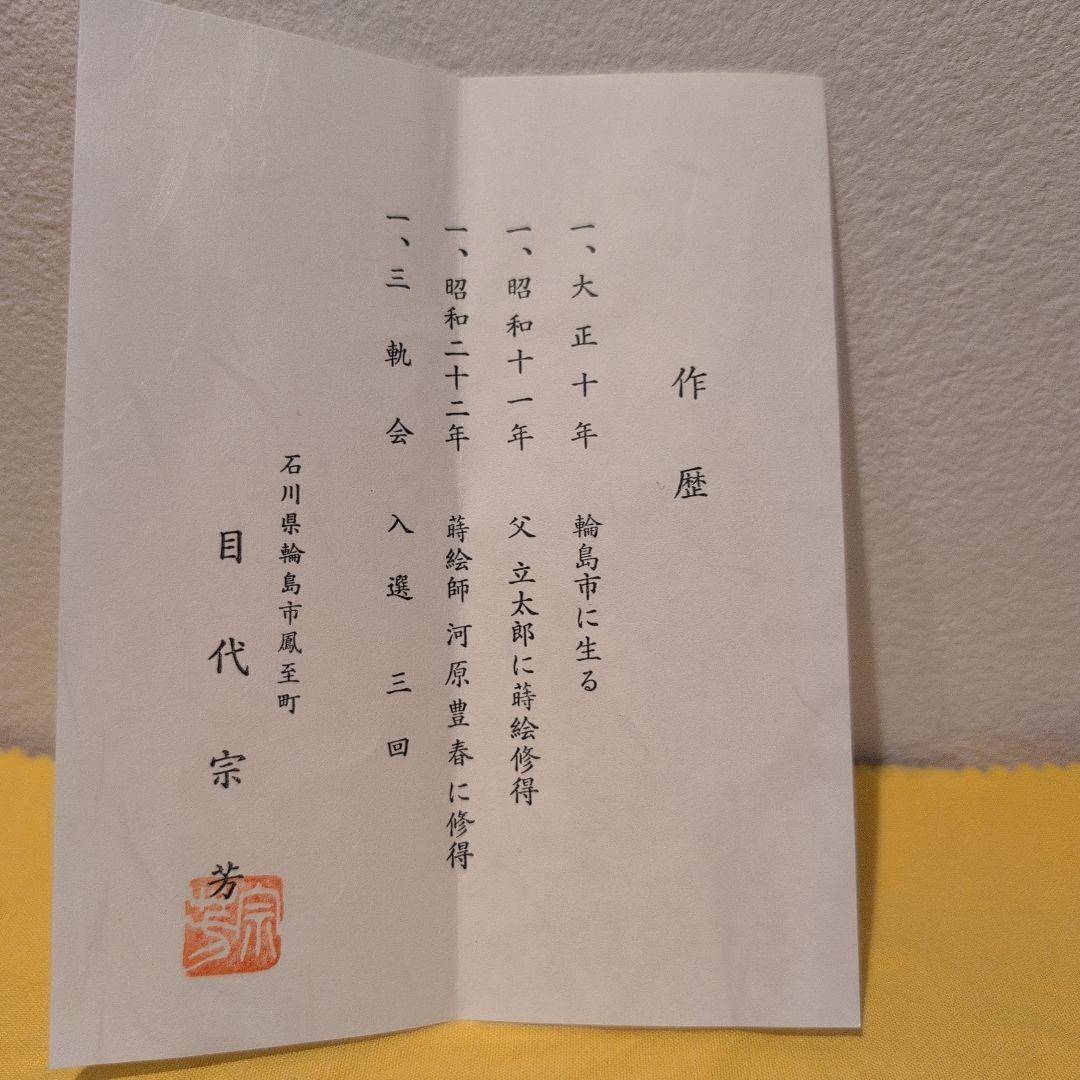 作歴
一、大正十年 輪島市に生る
一、昭和十一年 父 立太郎に蒔絵修得
一、昭和二十二年 蒔絵師 河原豊春に修得
一、三軌会入選 三回
石川県輪島市鳳至町
目代宗芳
宗芳